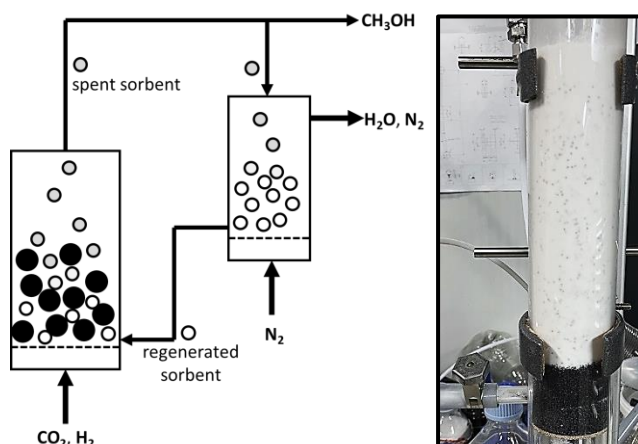 CH₃OH
spent sorbent
H₂O, N₂
N₂
regenerated
sorbent
CO₂, H₂